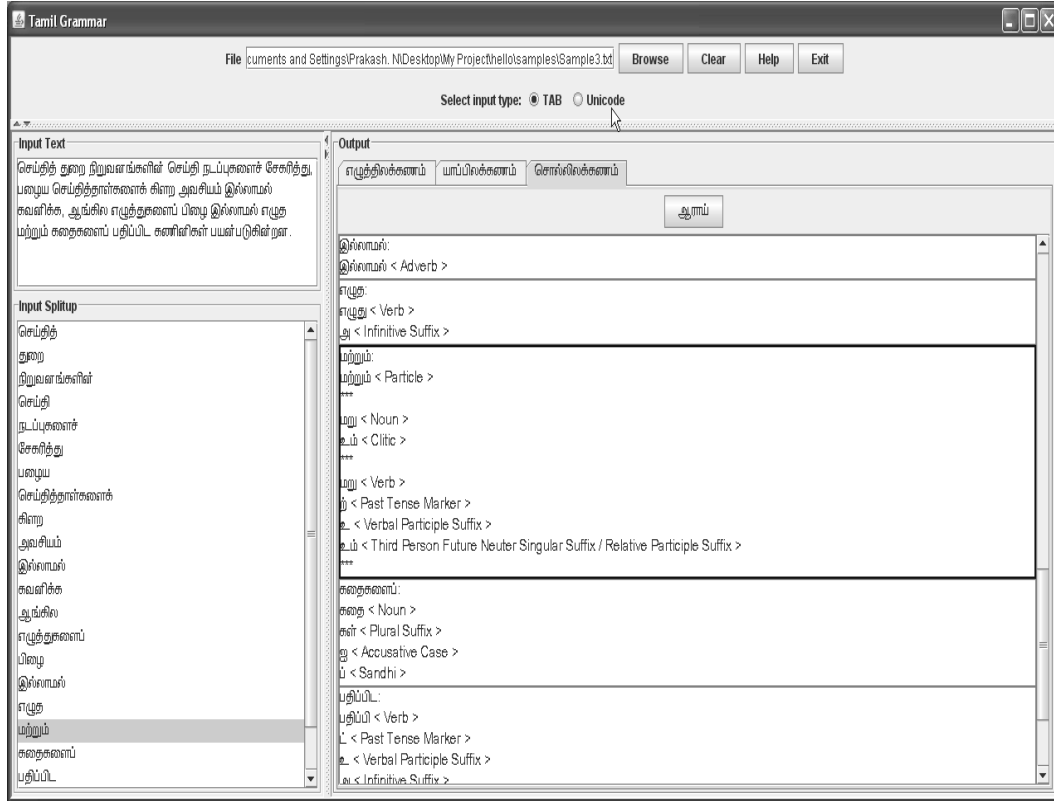 Tamil Grammar
File cuments and Settings\Prakash. N\Desktop\My Project\hello\samples\Sample3.txt Browse Clear Help Exit
Select input type: TAB Unicode
Input Text
செய்தித் துறை நிறுவனங்களின் செய்தி நடப்புகளைச் சேகரித்து,
பழைய செய்தித்தாள்களைக் கிளற அவசியம் இல்லாமல்
கவனிக்க, ஆங்கில எழுத்துகளைப் பிழை இல்லாமல் எழுத
மற்றும் கதைகளைப் பதிப்பிட கணினிகள் பயன்படுகின்றன.
Input Splitup
செய்தித்
துறை
நிறுவனங்களின்
செய்தி
நடப்புகளைச்
சேகரித்து
பழைய
செய்தித்தாள்களைக்
கிளற
அவசியம்
இல்லாமல்
கவனிக்க
ஆங்கில
எழுத்துகளைப்
பிழை
இல்லாமல்
எழுத
மற்றும்
கதைகளைப்
பதிப்பிட
Output
எழுத்திலக்கணம் யாப்பிலக்கணம் சொல்லிலக்கணம்
ஆராய்
இல்லாமல்:
இல்லாமல் < Adverb >
எழுத:
எழுது < Verb >
அ < Infinitive Suffix >
மற்றும்:
மற்றும் < Particle >
***
மறு < Noun >
உம் < Clitic >
***
மறு < Verb >
ற் < Past Tense Marker >
உ < Verbal Participle Suffix >
உம் < Third Person Future Neuter Singular Suffix / Relative Participle Suffix >
***
கதைகளைப்:
கதை < Noun >
கள் < Plural Suffix >
ஐ < Accusative Case >
ப் < Sandhi >
பதிப்பிட:
பதிப்பி < Verb >
ட் < Past Tense Marker >
உ < Verbal Participle Suffix >
அ < Infinitive Suffix >